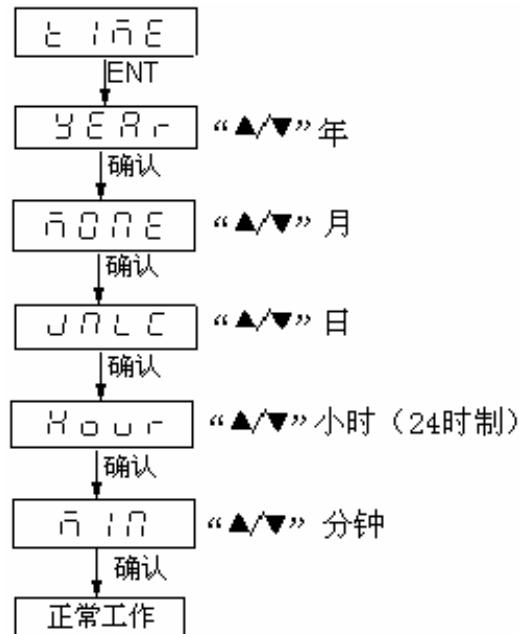 tIME
ENT
YEAr “▲/▼” 年
确认
MONE “▲/▼” 月
确认
JMLC “▲/▼” 日
确认
Hour “▲/▼” 小时（24时制）
确认
MIN “▲/▼” 分钟
确认
正常工作